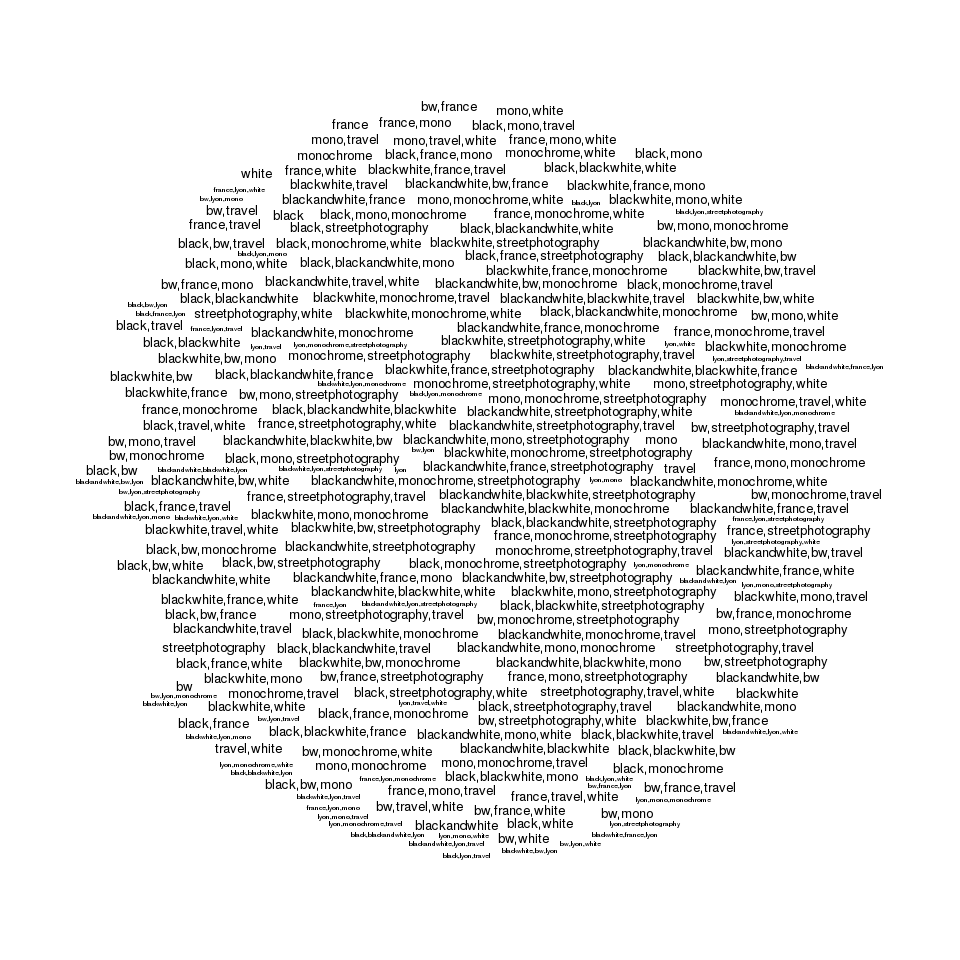 bw,france
mono,white
france france,mono
black,mono,travel
mono,travel mono,travel,white france,mono,white
monochrome black,france,mono monochrome,white black,mono
white france,white blackwhite,france,travel black,blackwhite,white
france,lyon,white blackwhite,travel blackandwhite,bw,france blackwhite,france,mono
bw,lyon,mono blackandwhite,france mono,monochrome,white black,lyon blackwhite,mono,white
bw,travel black black,mono,monochrome france,monochrome,white black,lyon,streetphotography
france,travel black,streetphotography black,blackandwhite,white bw,mono,monochrome
black,bw,travel black,monochrome,white blackwhite,streetphotography blackandwhite,bw,mono
black,lyon,mono black,france,streetphotography black,blackandwhite,bw
black,mono,white black,blackandwhite,mono blackwhite,france,monochrome blackwhite,bw,travel
bw,france,mono blackandwhite,travel,white blackandwhite,bw,monochrome black,monochrome,travel
black,blackandwhite blackwhite,monochrome,travel blackandwhite,blackwhite,travel blackwhite,bw,white
black,bw,lyon
black,france,lyon streetphotography,white blackwhite,monochrome,white black,blackandwhite,monochrome bw,mono,white
black,travel france,lyon,travel blackandwhite,monochrome blackandwhite,france,monochrome france,monochrome,travel
black,blackwhite lyon,travel lyon,monochrome,streetphotography blackwhite,streetphotography,white lyon,white blackwhite,monochrome
blackwhite,bw,mono monochrome,streetphotography blackwhite,streetphotography,travel lyon,streetphotography,travel
blackwhite,bw black,blackandwhite,france blackwhite,france,streetphotography blackandwhite,blackwhite,france blackandwhite,france,lyon
blackwhite,lyon,monochrome monochrome,streetphotography,white mono,streetphotography,white
blackwhite,france bw,mono,streetphotography black,lyon,monochrome mono,monochrome,streetphotography monochrome,travel,white
france,monochrome black,blackandwhite,blackwhite blackandwhite,streetphotography,white blackandwhite,lyon,monochrome
black,travel,white france,streetphotography,white blackandwhite,streetphotography,travel bw,streetphotography,travel
bw,mono,travel blackandwhite,blackwhite,bw blackandwhite,mono,streetphotography mono blackandwhite,mono,travel
bw,monochrome black,mono,streetphotography bw,lyon blackwhite,monochrome,streetphotography france,mono,monochrome
black,bw blackandwhite,blackwhite,lyon blackwhite,lyon,streetphotography lyon blackandwhite,france,streetphotography travel
blackandwhite,bw,lyon blackandwhite,bw,white blackandwhite,monochrome,streetphotography lyon,mono blackandwhite,monochrome,white
bw,lyon,streetphotography france,streetphotography,travel blackandwhite,blackwhite,streetphotography bw,monochrome,travel
black,france,travel blackandwhite,blackwhite,monochrome blackandwhite,france,travel
blackandwhite,lyon,mono blackwhite,lyon,white blackwhite,mono,monochrome black,blackandwhite,streetphotography france,lyon,streetphotography
blackwhite,travel,white blackwhite,bw,streetphotography france,monochrome,streetphotography france,streetphotography
lyon,streetphotography,white
black,bw,monochrome blackandwhite,streetphotography monochrome,streetphotography,travel blackandwhite,bw,travel
black,bw,white black,bw,streetphotography black,monochrome,streetphotography lyon,monochrome blackandwhite,france,white
blackandwhite,white blackandwhite,france,mono blackandwhite,bw,streetphotography blackandwhite,lyon lyon,mono,streetphotography
blackandwhite,blackwhite,white blackwhite,mono,streetphotography blackwhite,mono,travel
blackwhite,france,white france,lyon blackandwhite,lyon,streetphotography black,blackwhite,streetphotography
black,bw,france mono,streetphotography,travel bw,monochrome,streetphotography bw,france,monochrome
blackandwhite,travel black,blackwhite,monochrome blackandwhite,monochrome,travel mono,streetphotography
streetphotography black,blackandwhite,travel blackandwhite,mono,monochrome streetphotography,travel
black,france,white blackwhite,bw,monochrome blackandwhite,blackwhite,mono bw,streetphotography
blackwhite,mono bw,france,streetphotography france,mono,streetphotography blackandwhite,bw
bw
bw,lyon,monochrome monochrome,travel black,streetphotography,white streetphotography,travel,white blackwhite
blackwhite,lyon blackwhite,white lyon,travel,white black,streetphotography,travel blackandwhite,mono
black,france bw,lyon,travel black,france,monochrome bw,streetphotography,white blackwhite,bw,france
blackwhite,lyon,mono black,blackwhite,france blackandwhite,mono,white black,blackwhite,travel blackandwhite,lyon,white
travel,white bw,monochrome,white blackandwhite,blackwhite black,blackwhite,bw
lyon,monochrome,white mono,monochrome mono,monochrome,travel black,monochrome
black,blackwhite,lyon france,lyon,monochrome black,blackwhite,mono black,lyon,white
black,bw,mono france,mono,travel bw,france,lyon bw,france,travel
blackwhite,lyon,travel france,travel,white lyon,mono,monochrome
france,lyon,mono bw,travel,white bw,france,white bw,mono
lyon,mono,travel
lyon,monochrome,travel blackandwhite black,white lyon,streetphotography
black,blackandwhite,lyon lyon,mono,white bw,white blackwhite,france,lyon
blackandwhite,lyon,travel bw,lyon,white
blackwhite,bw,lyon
black,lyon,travel